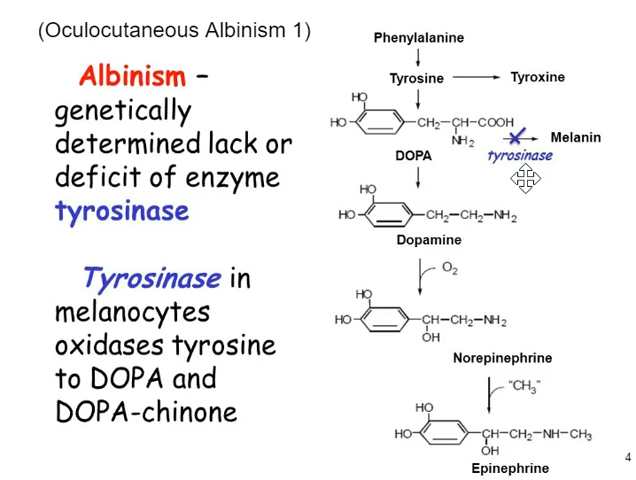 (Oculocutaneous Albinism 1)
Albinism –
genetically
determined lack or
deficit of enzyme
tyrosinase
Tyrosinase in
melanocytes
oxidases tyrosine
to DOPA and
DOPA-chinone
Phenylalanine
Tyrosine
Tyroxine
HO
HO
CH₂–CH–COOH
NH₂
Melanin
DOPA
tyrosinase
HO
HO
CH₂–CH₂–NH₂
Dopamine
O₂
HO
HO
CH–CH₂–NH₂
OH
Norepinephrine
"CH₃"
HO
HO
CH–CH₂–NH–CH₃
OH
Epinephrine
4